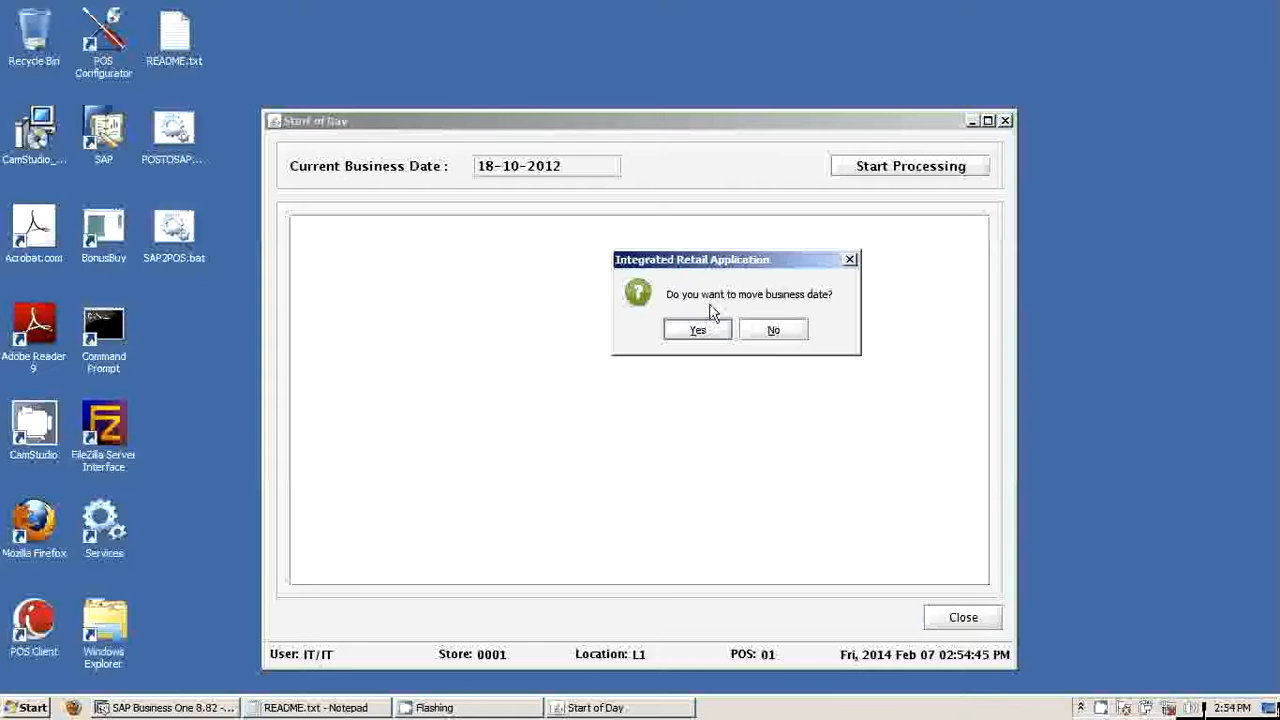 Recycle Bin
POS
Configurator
README.txt
CamStudio_...
SAP
POSTOSAP...
Acrobat.com
BonusBuy
SAP2POS.bat
Adobe Reader
9
Command
Prompt
CamStudio
FileZilla Server
Interface
Mozilla Firefox
Services
POS Client
Windows
Explorer
Start of Day
Current Business Date :
18-10-2012
Start Processing
Integrated Retail Application
Do you want to move business date?
Yes
No
Close
User: IT/IT
Store: 0001
Location: L1
POS: 01
Fri, 2014 Feb 07 02:54:45 PM
Start
SAP Business One 8.82 -...
README.txt - Notepad
Flashing
Start of Day
2:54 PM